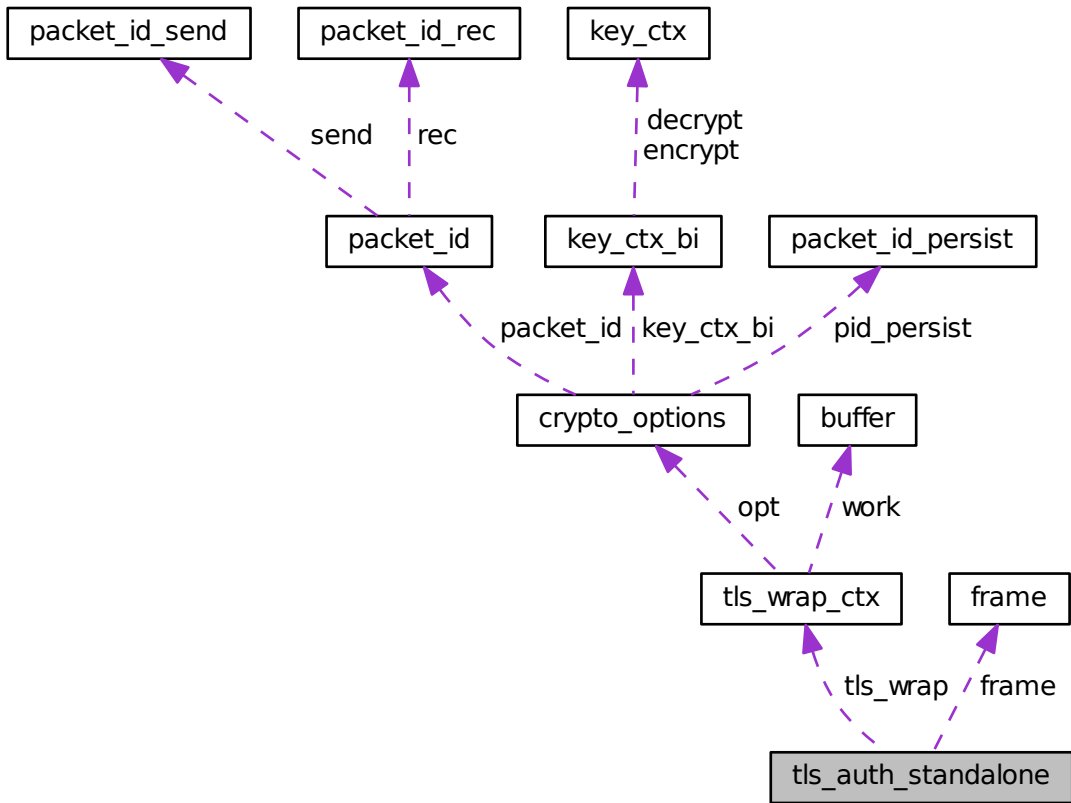 packet_id_send
packet_id_rec
key_ctx
send
rec
decrypt
encrypt
packet_id
key_ctx_bi
packet_id_persist
packet_id
key_ctx_bi
pid_persist
crypto_options
buffer
opt
work
tls_wrap_ctx
frame
tls_wrap
frame
tls_auth_standalone